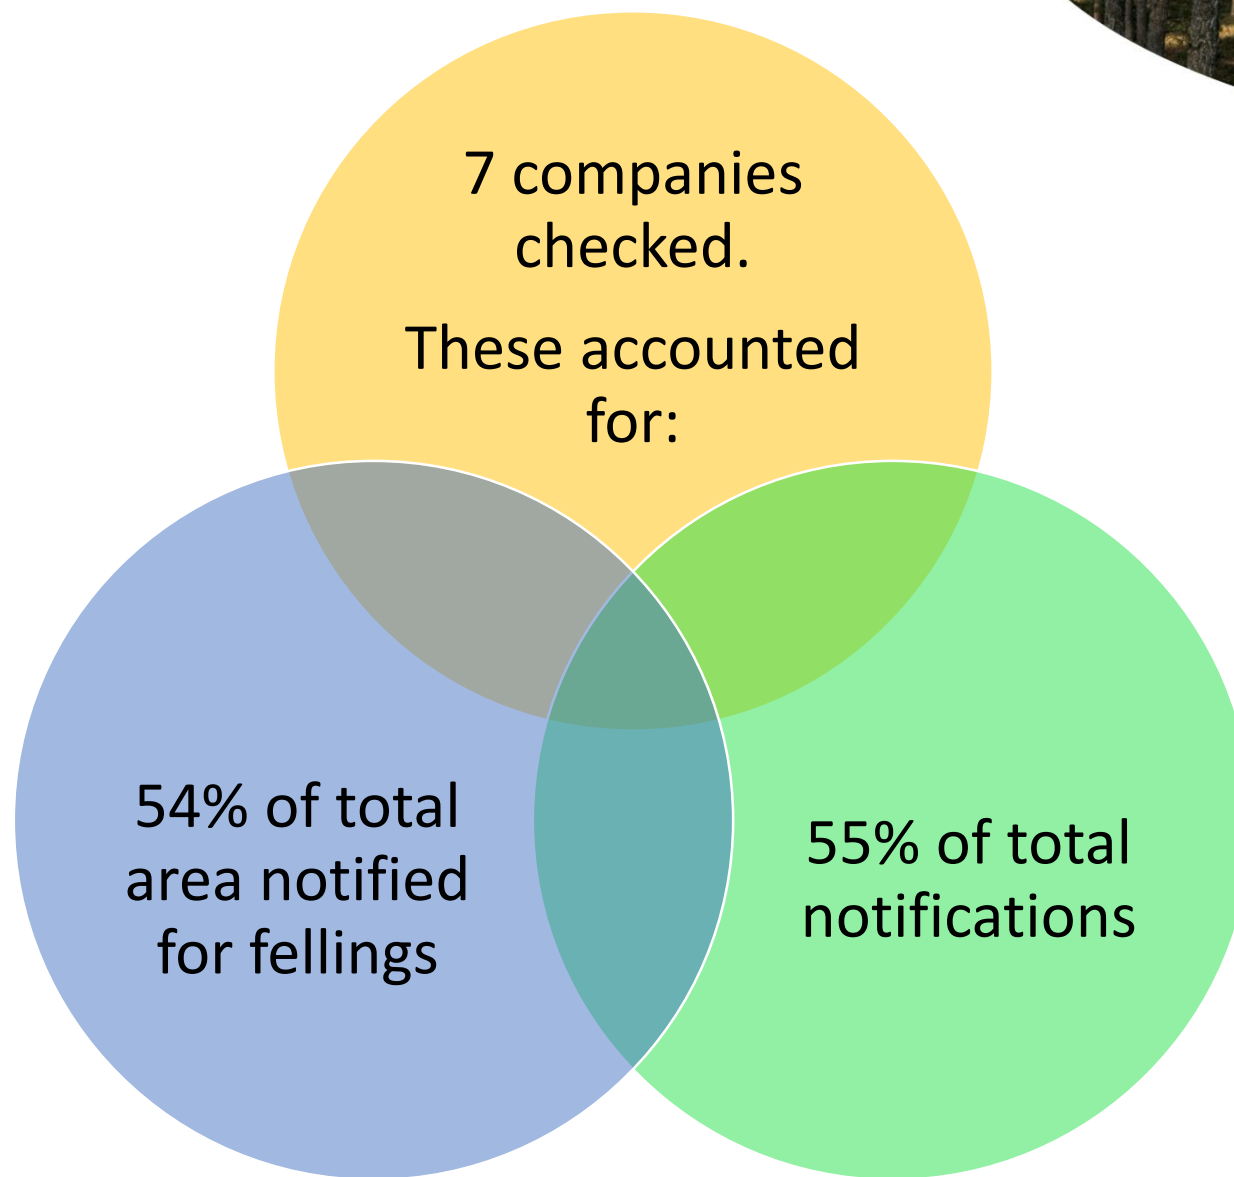 7 companies
checked.
These accounted
for:
54% of total
area notified
for fellings
55% of total
notifications